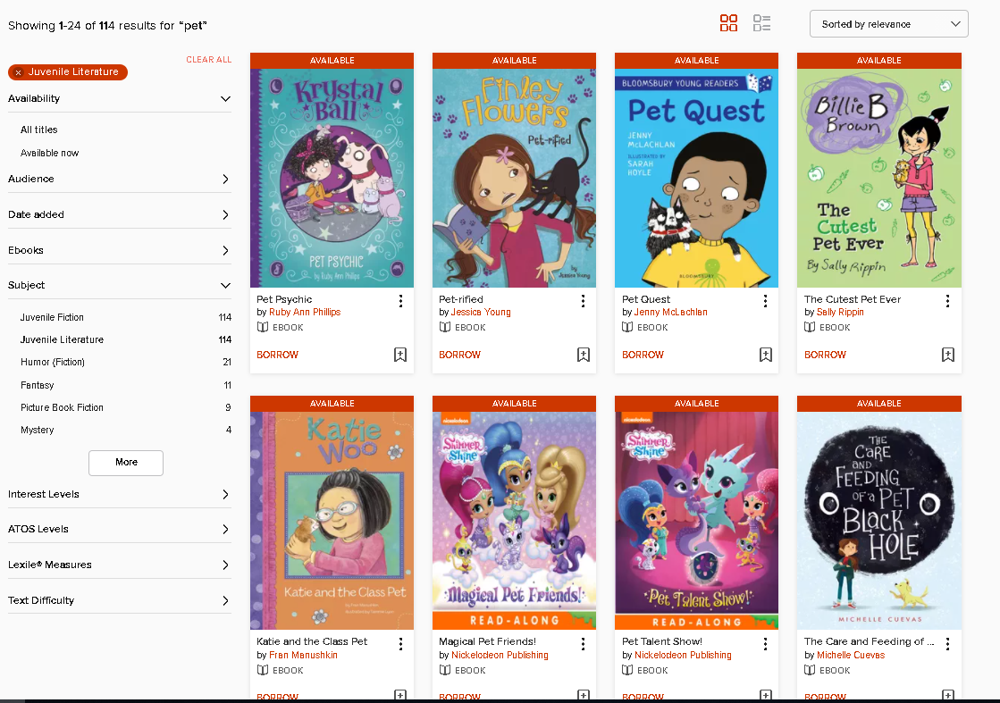 Showing 1-24 of 114 results for “pet”
Sorted by relevance
CLEAR ALL
Juvenile Literature
Availability
All titles
Available now
Audience
Date added
Ebooks
Subject
Juvenile Fiction 114
Juvenile Literature 114
Humor (Fiction) 21
Fantasy 11
Picture Book Fiction 9
Mystery 4
More
Interest Levels
ATOS Levels
Lexile® Measures
Text Difficulty
AVAILABLE
Krystal
Ball
PET PSYCHIC
by Ruby Ann Phillips
Pet Psychic
by Ruby Ann Phillips
EBOOK
BORROW
AVAILABLE
Finley
Flowers
Pet-rified
by
Jessica Young
Pet-rified
by Jessica Young
EBOOK
BORROW
AVAILABLE
BLOOMSBURY YOUNG READERS
Pet Quest
JENNY
McLACHLAN
ILLUSTRATED BY
SARAH
HOYLE
BLOOMSBURY
Pet Quest
by Jenny McLachlan
EBOOK
BORROW
AVAILABLE
Billie B
Brown
The
Cutest
Pet Ever
By Sally Rippin
The Cutest Pet Ever
by Sally Rippin
EBOOK
BORROW
AVAILABLE
Katie
Woo
Katie and the Class Pet
by Fran Manushkin
Katie and the Class Pet
by Fran Manushkin
EBOOK
BORROW
AVAILABLE
nickelodeon
Shimmer
Shine
Magical Pet Friends!
READ-ALONG
Magical Pet Friends!
by Nickelodeon Publishing
EBOOK
BORROW
AVAILABLE
nickelodeon
Shimmer
Shine
Pet Talent Show!
READ-ALONG
Pet Talent Show!
by Nickelodeon Publishing
EBOOK
BORROW
AVAILABLE
THE
CARE
AND
FEEDING
OF A PET
BLACK
HOLE
MICHELLE CUEVAS
The Care and Feeding of ...
by Michelle Cuevas
EBOOK
BORROW